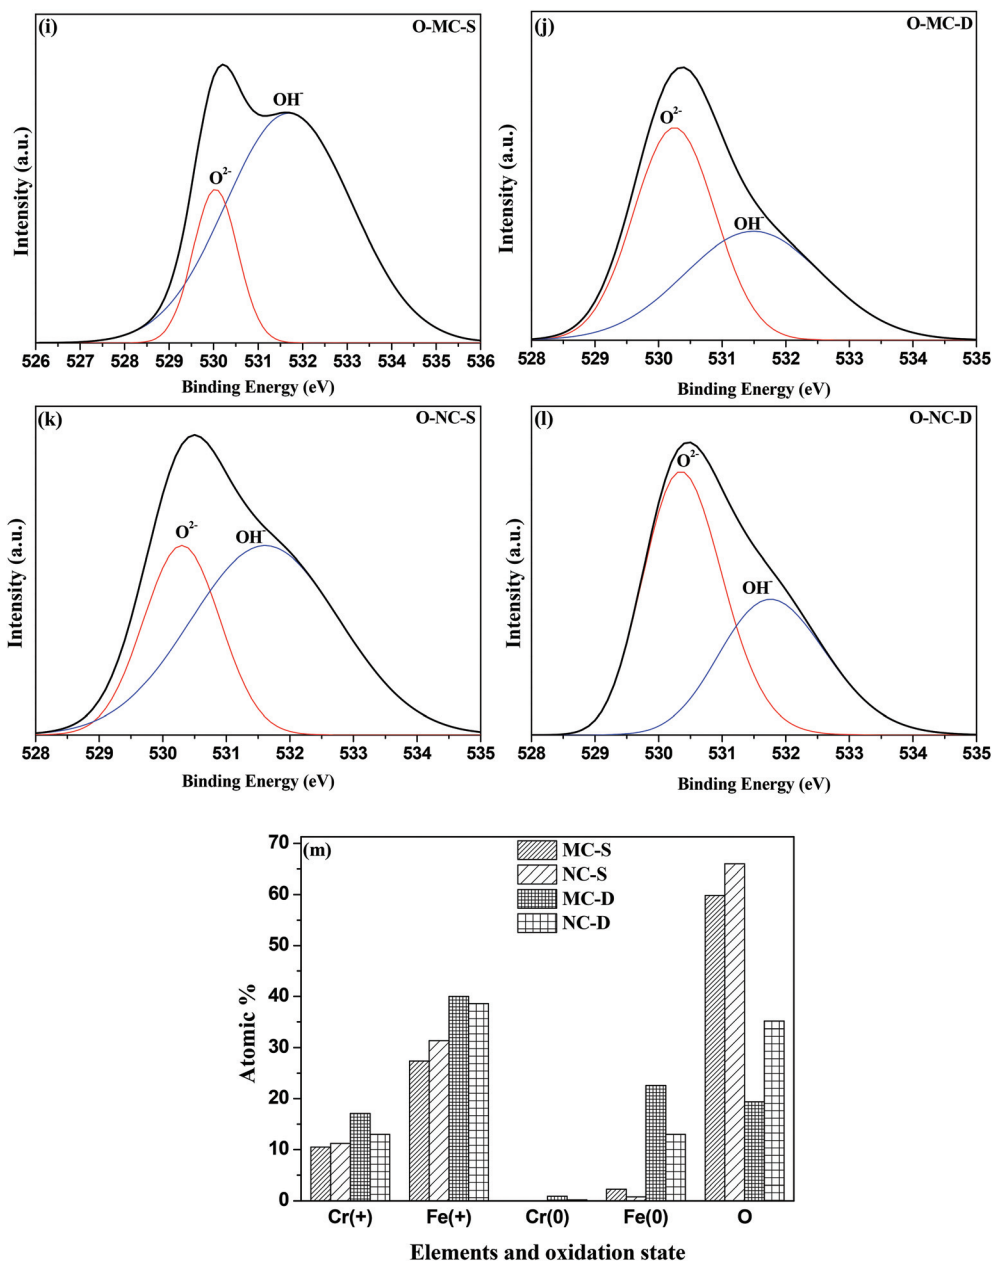 (i) O-MC-S
OH⁻
O²⁻
Intensity (a.u.)
526 527 528 529 530 531 532 533 534 535 536
Binding Energy (eV)
(j) O-MC-D
O²⁻
OH⁻
Intensity (a.u.)
528 529 530 531 532 533 534 535
Binding Energy (eV)
(k) O-NC-S
O²⁻
OH⁻
Intensity (a.u.)
528 529 530 531 532 533 534 535
Binding Energy (eV)
(l) O-NC-D
O²⁻
OH⁻
Intensity (a.u.)
528 529 530 531 532 533 534 535
Binding Energy (eV)
(m)
MC-S
NC-S
MC-D
NC-D
70
60
50
40
30
20
10
0
Atomic %
Cr(+) Fe(+) Cr(0) Fe(0) O
Elements and oxidation state